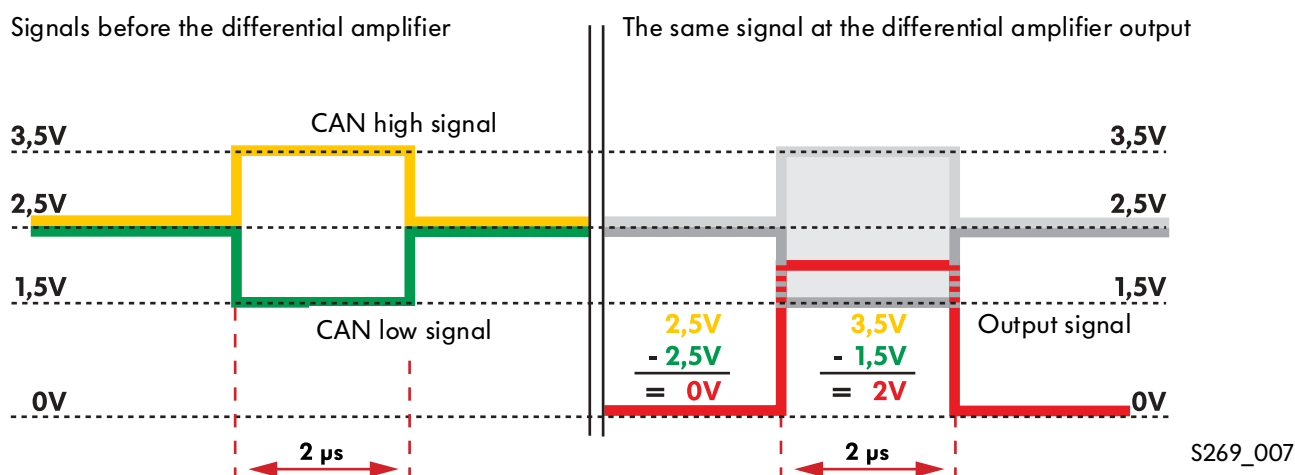 Signals before the differential amplifier
The same signal at the differential amplifier output
CAN high signal
3,5V
3,5V
2,5V
2,5V
1,5V
1,5V
CAN low signal
2,5V
- 2,5V
= 0V
3,5V
- 1,5V
= 2V
Output signal
0V
0V
2 µs
2 µs
S269_007